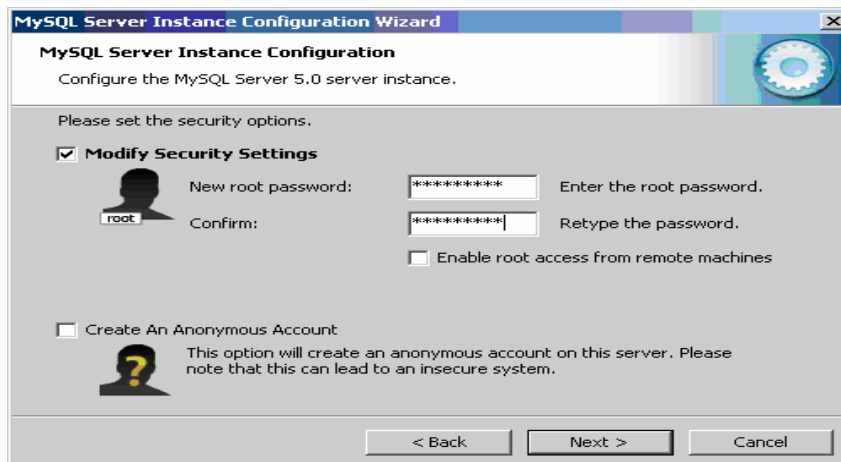 MySQL Server Instance Configuration Wizard
MySQL Server Instance Configuration
Configure the MySQL Server 5.0 server instance.
Please set the security options.
Modify Security Settings
root
New root password: ********* Enter the root password.
Confirm: ********* Retype the password.
Enable root access from remote machines
Create An Anonymous Account
This option will create an anonymous account on this server. Please
note that this can lead to an insecure system.
< Back Next > Cancel